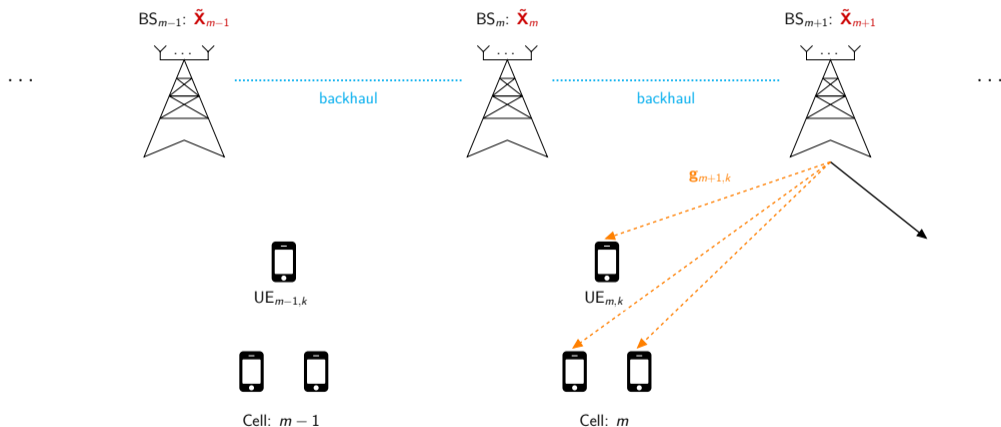 BS_{m−1}: X̃_{m−1}
BS_m: X̃_m
BS_{m+1}: X̃_{m+1}
...
...
...
...
...
backhaul
backhaul
g_{m+1,k}
UE_{m−1,k}
UE_{m,k}
Cell: m − 1
Cell: m